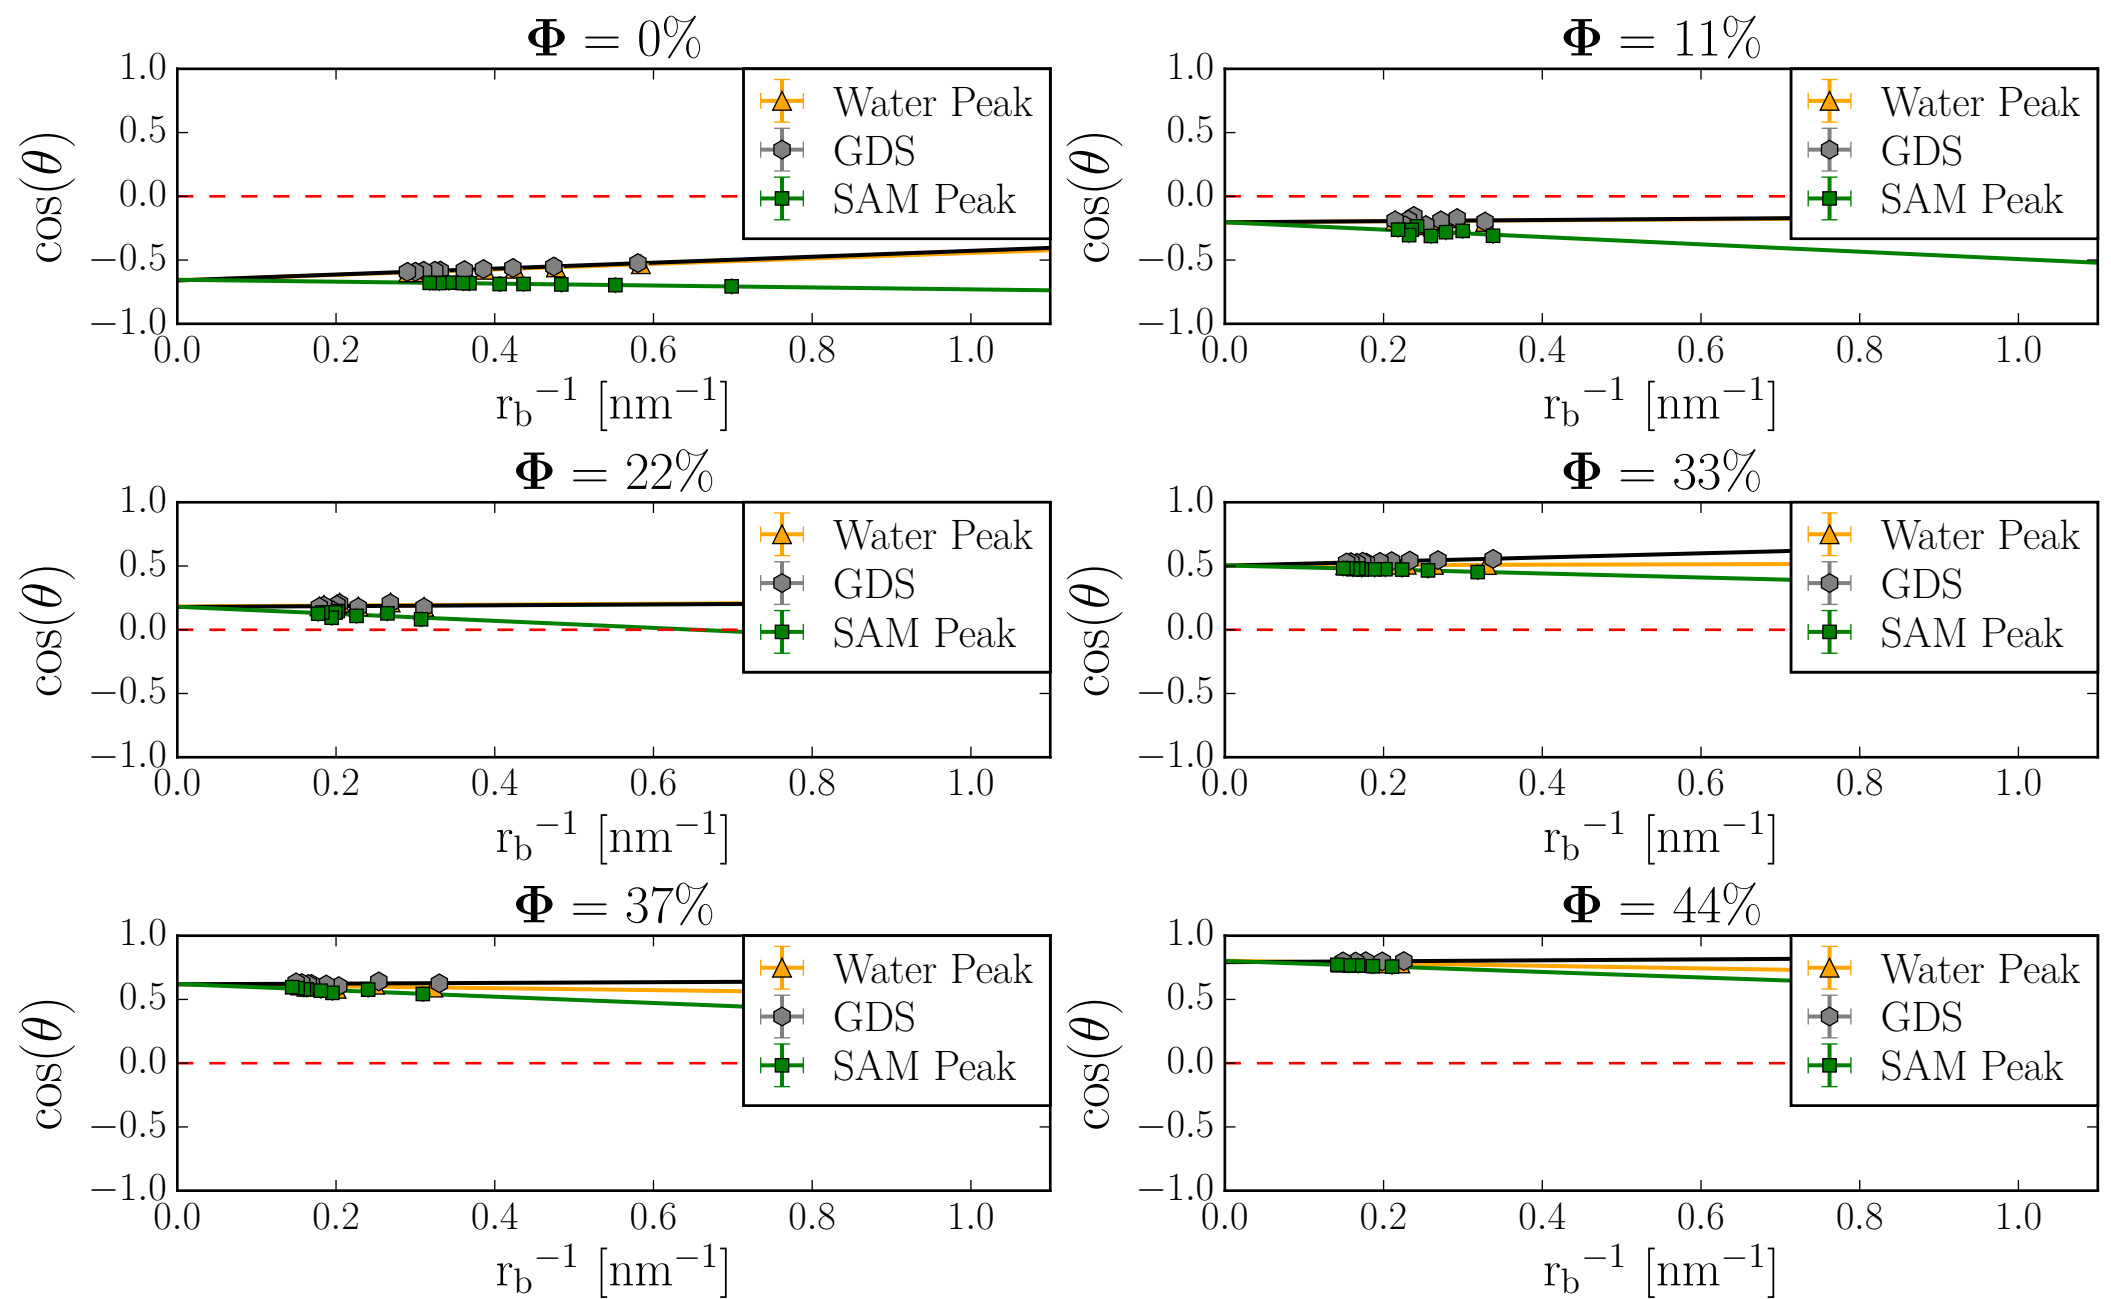 Φ = 0%
1.0
0.5
0.0
−0.5
−1.0
cos(θ)
Water Peak
GDS
SAM Peak
0.0 0.2 0.4 0.6 0.8 1.0
r_b⁻¹ [nm⁻¹]
Φ = 11%
1.0
0.5
0.0
−0.5
−1.0
cos(θ)
Water Peak
GDS
SAM Peak
0.0 0.2 0.4 0.6 0.8 1.0
r_b⁻¹ [nm⁻¹]
Φ = 22%
1.0
0.5
0.0
−0.5
−1.0
cos(θ)
Water Peak
GDS
SAM Peak
0.0 0.2 0.4 0.6 0.8 1.0
r_b⁻¹ [nm⁻¹]
Φ = 33%
1.0
0.5
0.0
−0.5
−1.0
cos(θ)
Water Peak
GDS
SAM Peak
0.0 0.2 0.4 0.6 0.8 1.0
r_b⁻¹ [nm⁻¹]
Φ = 37%
1.0
0.5
0.0
−0.5
−1.0
cos(θ)
Water Peak
GDS
SAM Peak
0.0 0.2 0.4 0.6 0.8 1.0
r_b⁻¹ [nm⁻¹]
Φ = 44%
1.0
0.5
0.0
−0.5
−1.0
cos(θ)
Water Peak
GDS
SAM Peak
0.0 0.2 0.4 0.6 0.8 1.0
r_b⁻¹ [nm⁻¹]